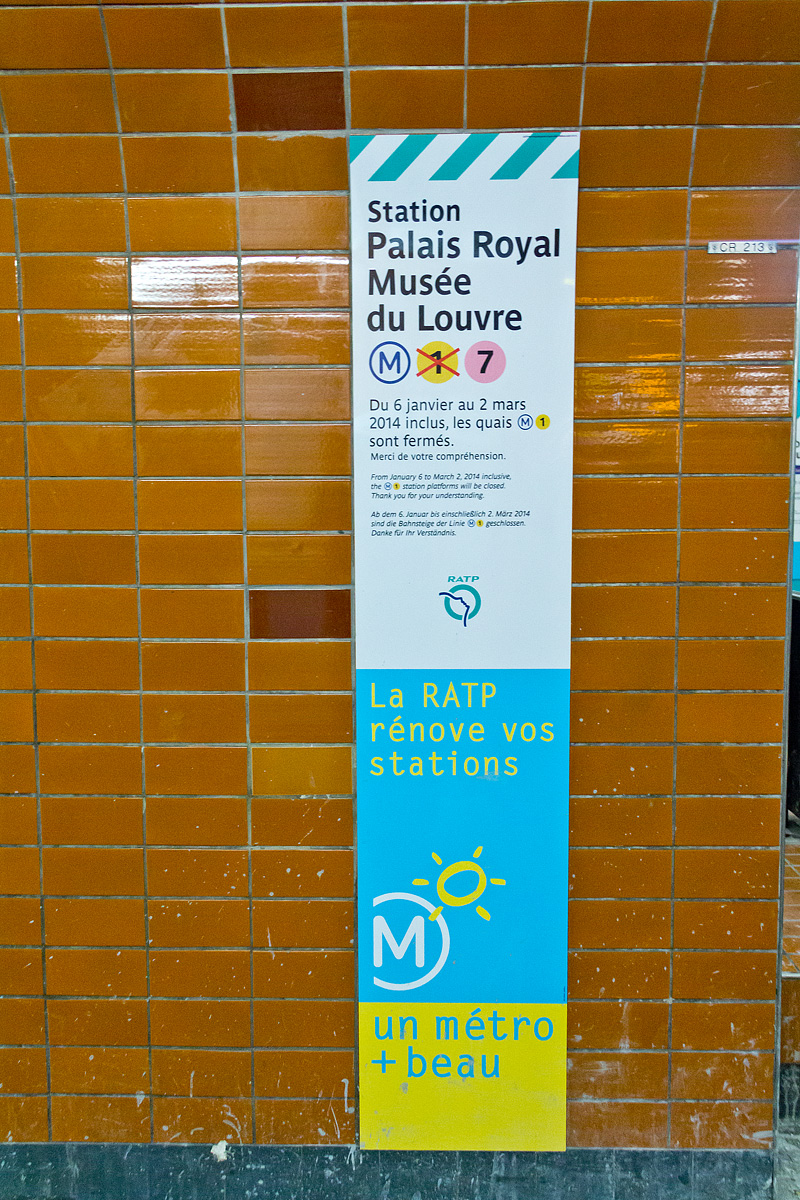 Station
Palais Royal
Musée
du Louvre
M 1 7
CR 213
Du 6 janvier au 2 mars
2014 inclus, les quais M 1
sont fermés.
Merci de votre compréhension.
From January 6 to March 2, 2014 inclusive,
the M 1 station platforms will be closed.
Thank you for your understanding.
Ab dem 6. Januar bis einschließlich 2. März 2014
sind die Bahnsteige der Linie M 1 geschlossen.
Danke für Ihr Verständnis.
RATP
La RATP
rénove vos
stations
M
un métro
+ beau